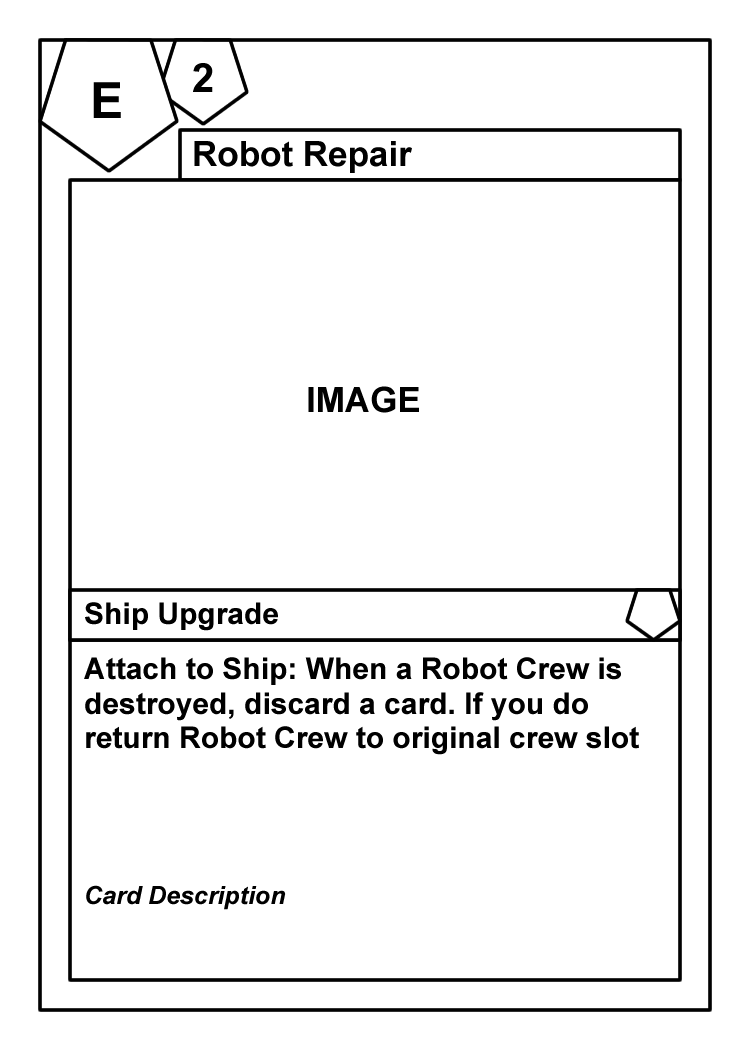 E
2
Robot Repair
IMAGE
Ship Upgrade
Attach to Ship: When a Robot Crew is
destroyed, discard a card. If you do
return Robot Crew to original crew slot
Card Description